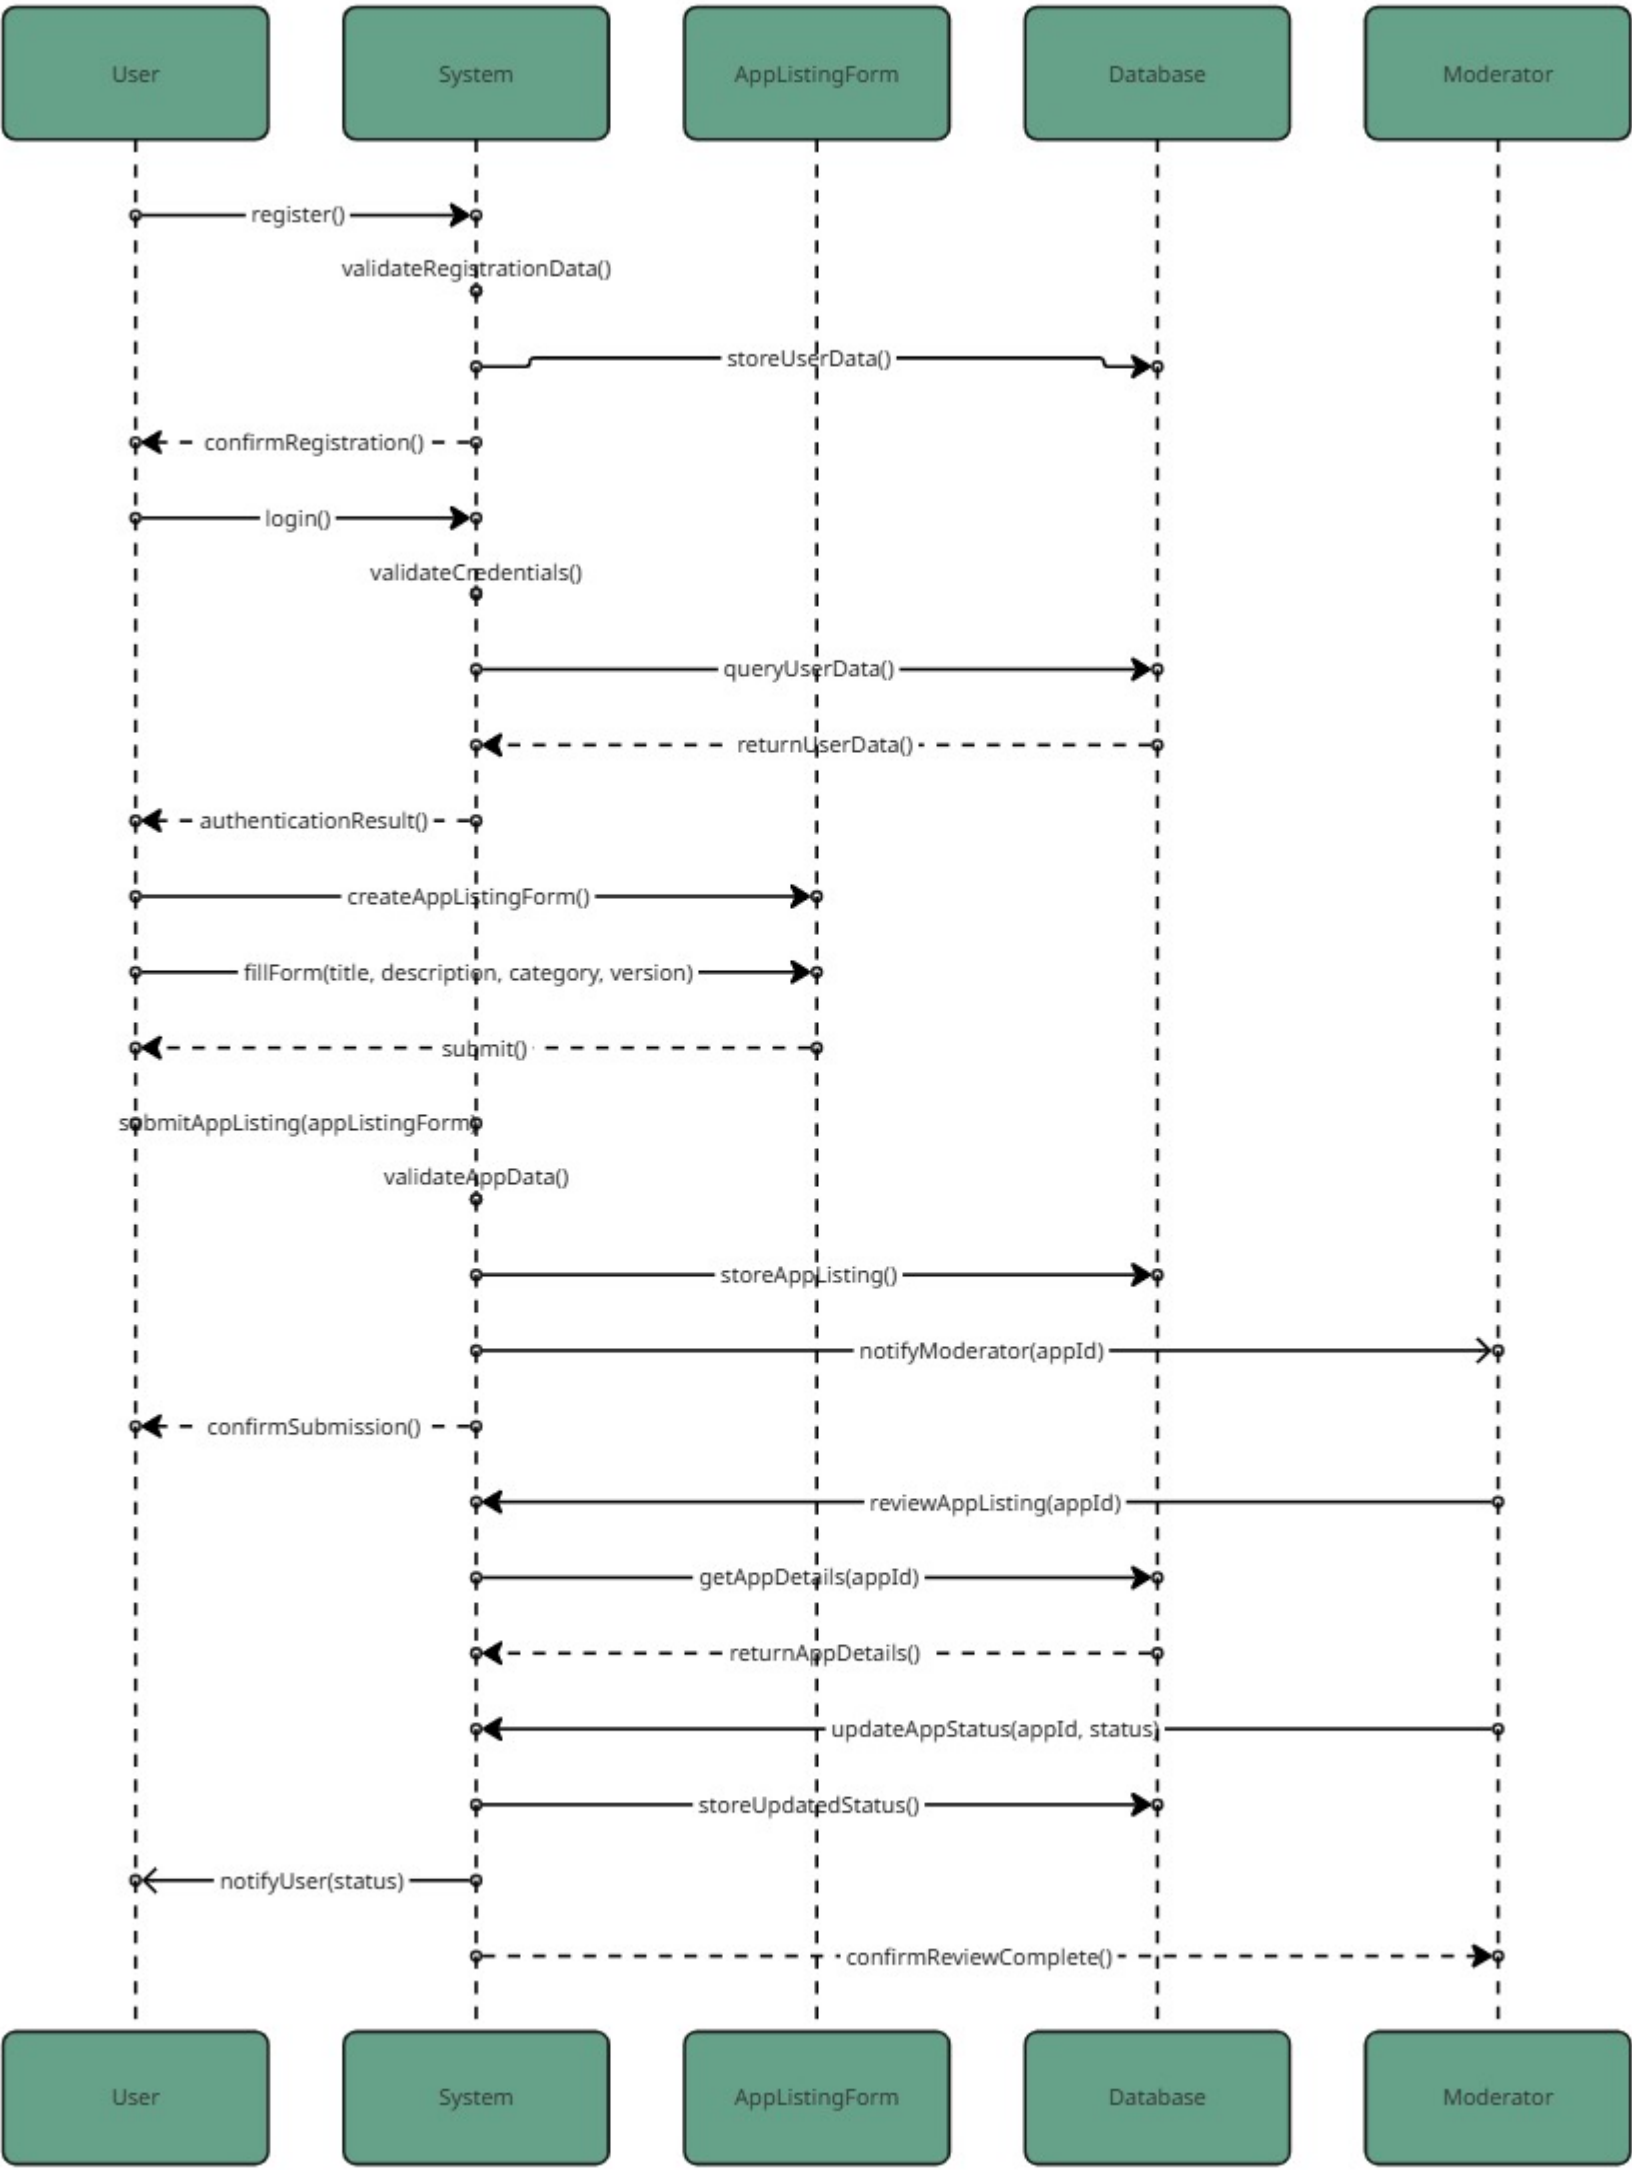 User
System
AppListingForm
Database
Moderator
register()
validateRegistrationData()
storeUserData()
confirmRegistration()
login()
validateCredentials()
queryUserData()
returnUserData()
authenticationResult()
createAppListingForm()
fillForm(title, description, category, version)
submit()
submitAppListing(appListingForm)
validateAppData()
storeAppListing()
notifyModerator(appId)
confirmSubmission()
reviewAppListing(appId)
getAppDetails(appId)
returnAppDetails()
updateAppStatus(appId, status)
storeUpdatedStatus()
notifyUser(status)
confirmReviewComplete()
User
System
AppListingForm
Database
Moderator